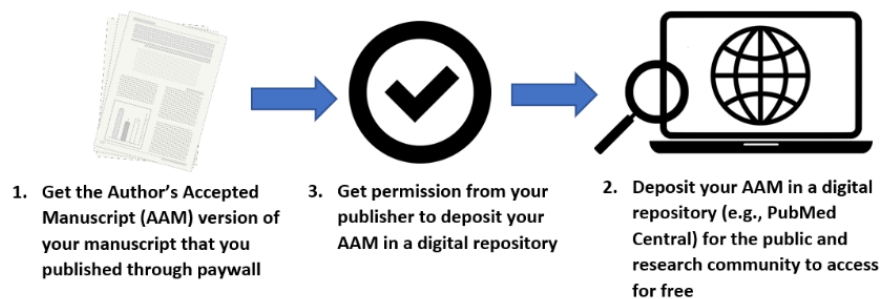 1. Get the Author's Accepted
Manuscript (AAM) version of
your manuscript that you
published through paywall
3. Get permission from your
publisher to deposit your
AAM in a digital repository
2. Deposit your AAM in a digital
repository (e.g., PubMed
Central) for the public and
research community to access
for free